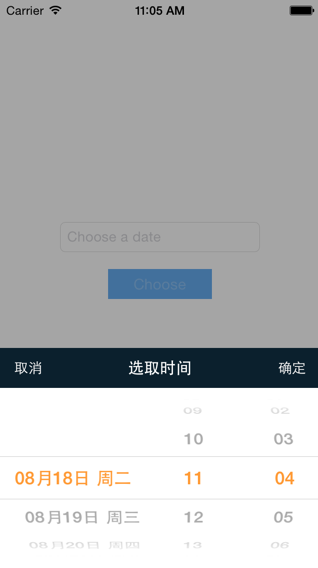 Carrier 11:05 AM
Choose a date
Choose
取消 选取时间 确定
09 02
10 03
08月18日 周二 11 04
08月19日 周三 12 05
08月20日 周四 13 06